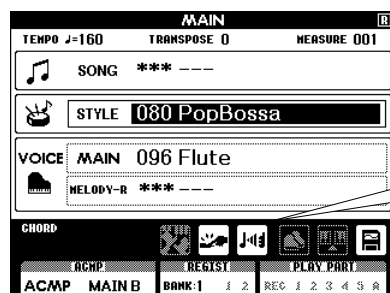 MAIN R
TEMPO ♩=160 TRANSPOSE 0 MEASURE 001
SONG *** ---
STYLE 080 PopBossa
VOICE MAIN 096 Flute
MELODY-R *** ---
CHORD
ACMP REGIST PLAY PART
ACMP MAIN B BANK:1 1 2 REC 1 2 3 4 5 A